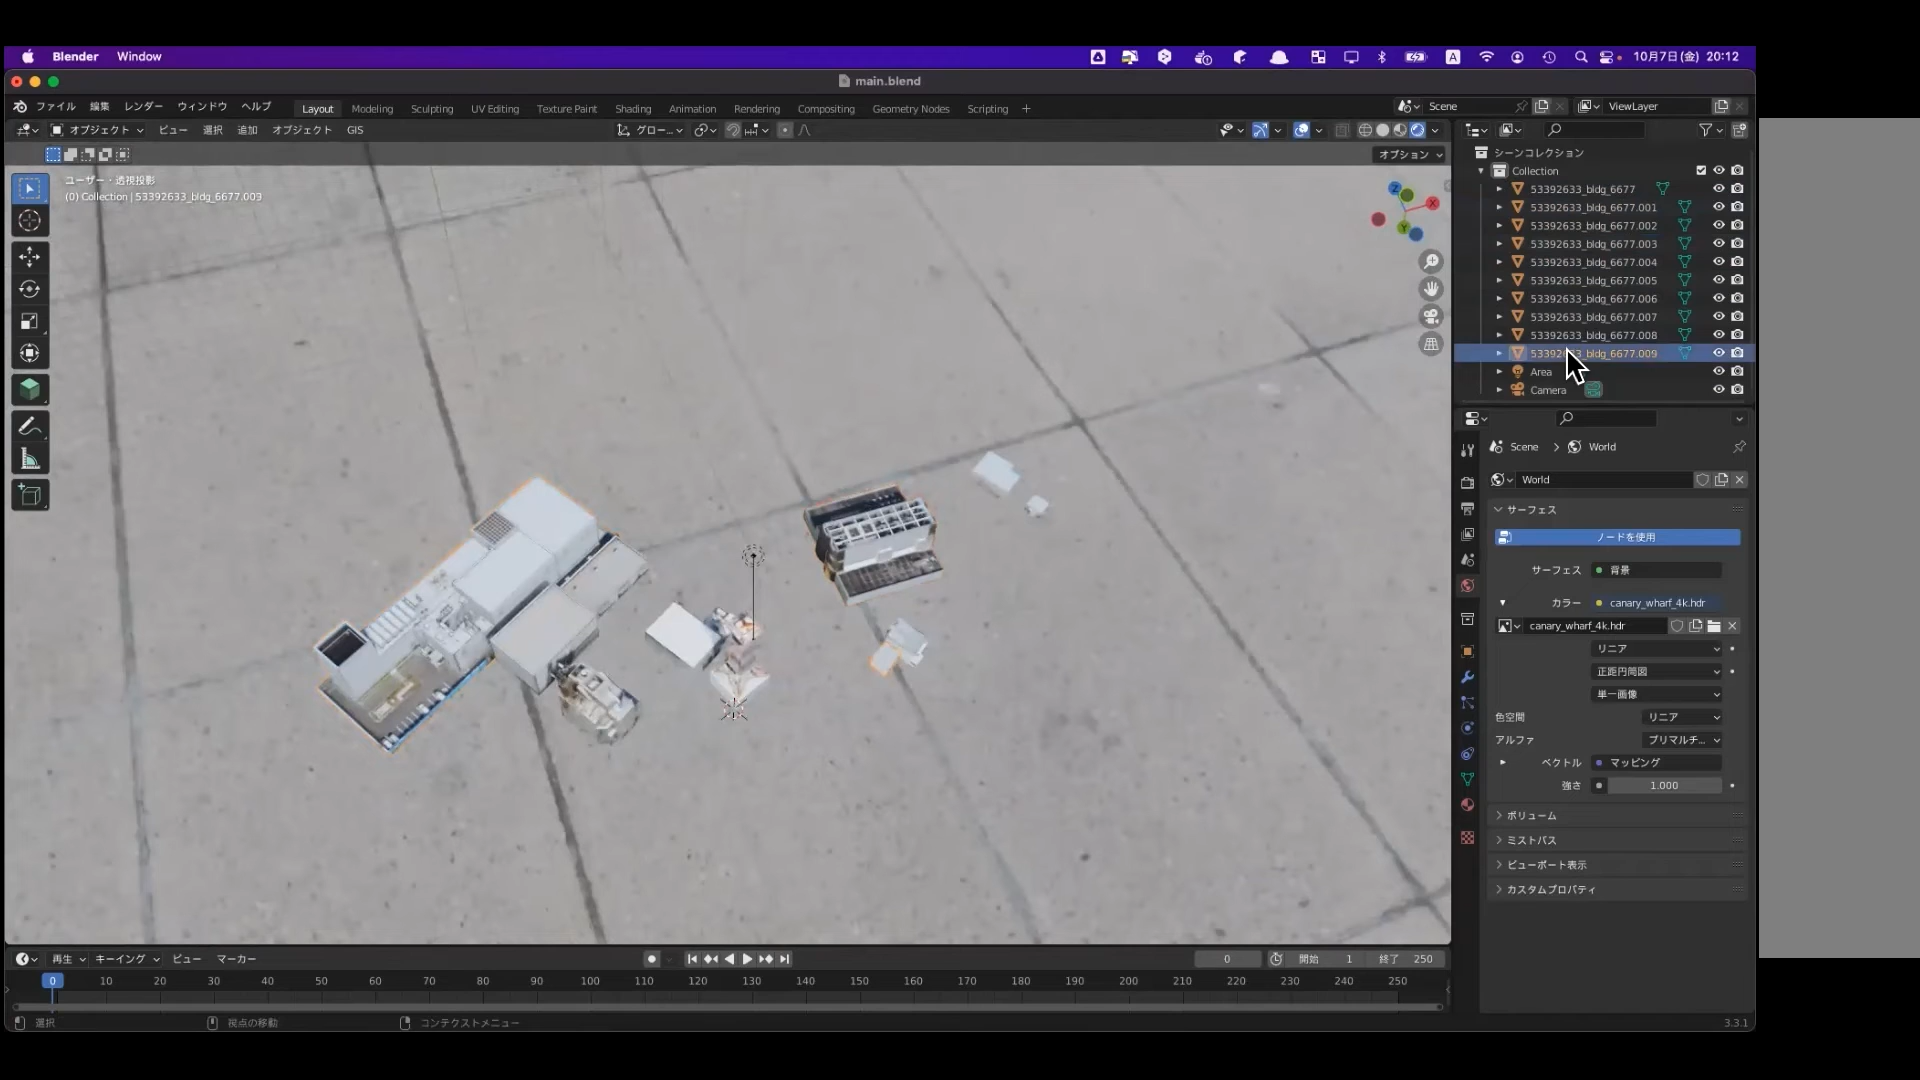 Blender Window
10月7日(金) 20:12
main.blend
ファイル 編集 レンダー ウィンドウ ヘルプ Layout Modeling Sculpting UV Editing Texture Paint Shading Animation Rendering Compositing Geometry Nodes Scripting + Scene ViewLayer
オブジェクト ビュー 選択 追加 オブジェクト GIS グロー...
オプション
ユーザー・透視投影
(0) Collection | 53392633_bldg_6677.009
X
Y
Z
シーンコレクション
Collection
53392633_bldg_6677
53392633_bldg_6677.001
53392633_bldg_6677.002
53392633_bldg_6677.003
53392633_bldg_6677.004
53392633_bldg_6677.005
53392633_bldg_6677.006
53392633_bldg_6677.007
53392633_bldg_6677.008
53392633_bldg_6677.009
Area
Camera
Scene > World
World
サーフェス
ノードを使用
サーフェス 背景
カラー canary_wharf_4k.hdr
canary_wharf_4k.hdr
リニア
正距円筒図
単一画像
色空間 リニア
アルファ プリマルチ...
ベクトル マッピング
強さ 1.000
ボリューム
ミストパス
ビューポート表示
カスタムプロパティ
再生 キーイング ビュー マーカー 0 開始 1 終了 250
0 10 20 30 40 50 60 70 80 90 100 110 120 130 140 150 160 170 180 190 200 210 220 230 240 250
選択 視点の移動 コンテクストメニュー 3.3.1